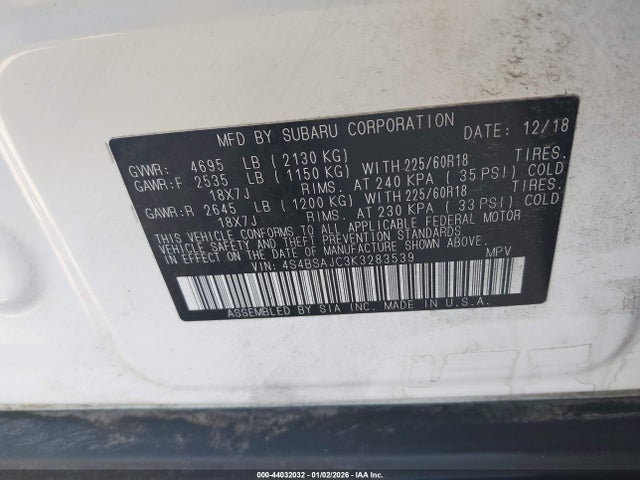 MFD BY SUBARU CORPORATION DATE: 12/18
GVWR: 4695 LB (2130 KG)
GAWR:F 2535 LB (1150 KG) WITH 225/60R18 TIRES.
18X7J RIMS. AT 240 KPA (35 PSI) COLD
GAWR:R 2645 LB (1200 KG) WITH 225/60R18 TIRES.
18X7J RIMS. AT 230 KPA (33 PSI) COLD
THIS VEHICLE CONFORMS TO ALL APPLICABLE FEDERAL MOTOR
VEHICLE SAFETY AND BUMPER STANDARDS
IN EFFECT ON THE DATE OF MANUFACTURE SHOWN ABOVE.
VIN: 4S4BSAJC3K3283539 MPV
ASSEMBLED BY SIA INC. MADE IN U.S.A.
000-44032032 - 01/02/2026 - IAAI.COM